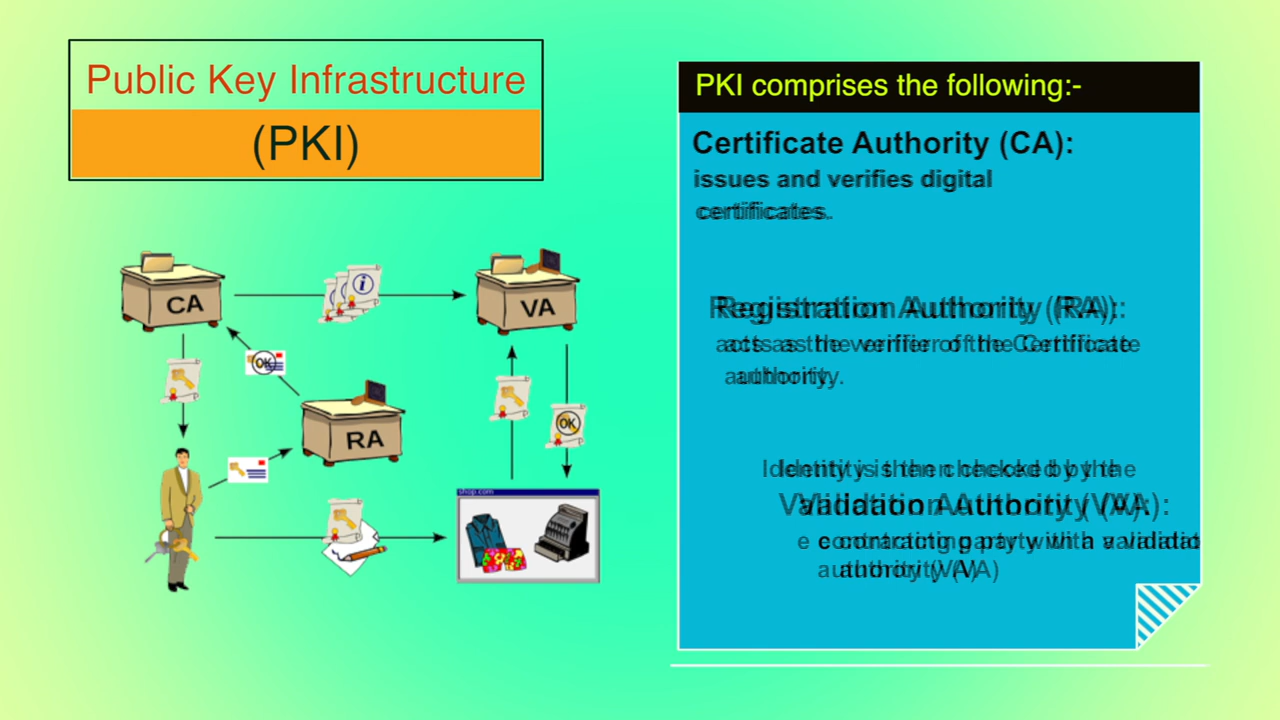 Public Key Infrastructure
(PKI)
CA
VA
OK
RA
OK
shop.com
PKI comprises the following:-
Certificate Authority (CA):
issues and verifies digital
certificates.
Registration Authority (RA):
acts as the verifier of the Certificate
authority.
Identity is then checked by the
Validation Authority (VA):
contracting party with a
authority (VA)